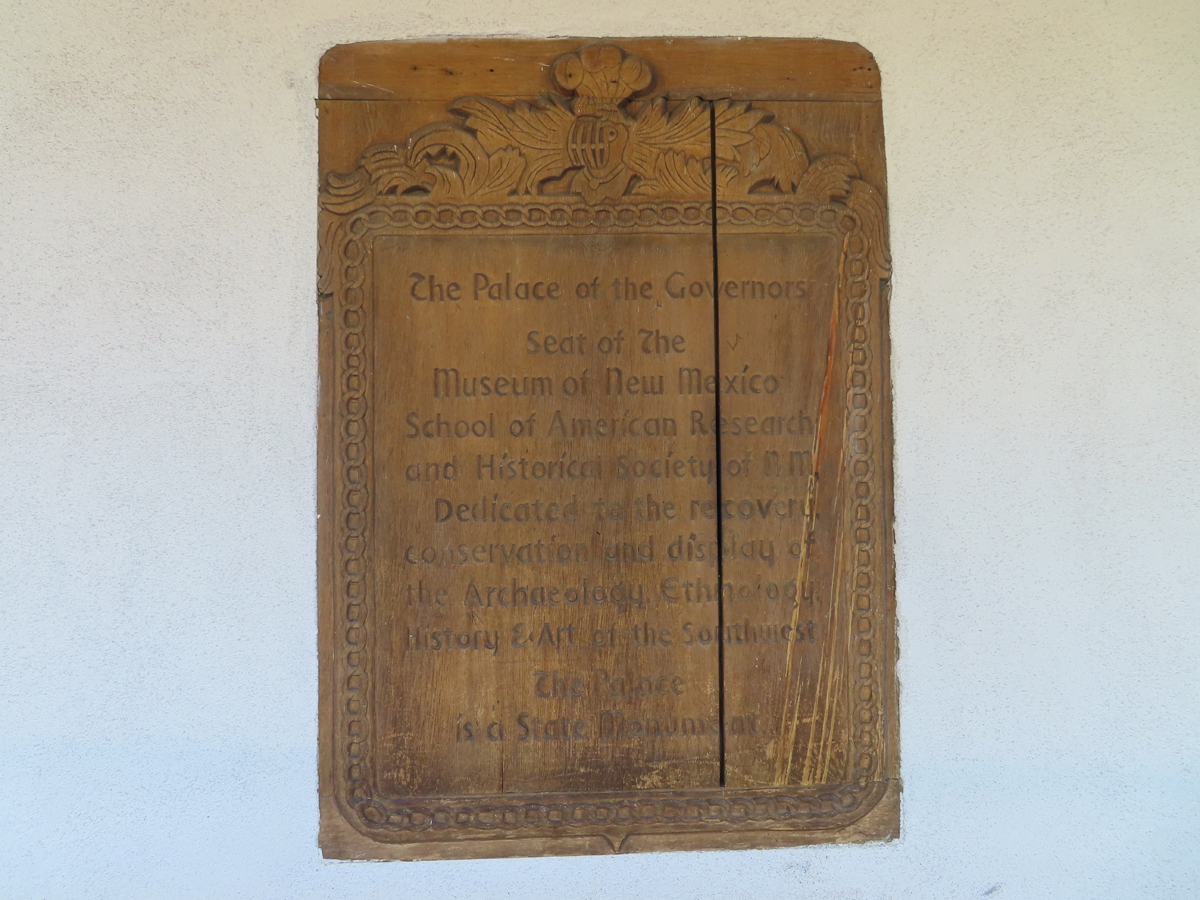 The Palace of the Governors
Seat of The
Museum of New Mexico
School of American Research
and Historical Society of N.M.
Dedicated to the recovery,
conservation and display of
the Archaeology, Ethnology,
History & Art of the Southwest
The Palace
is a State Monument.